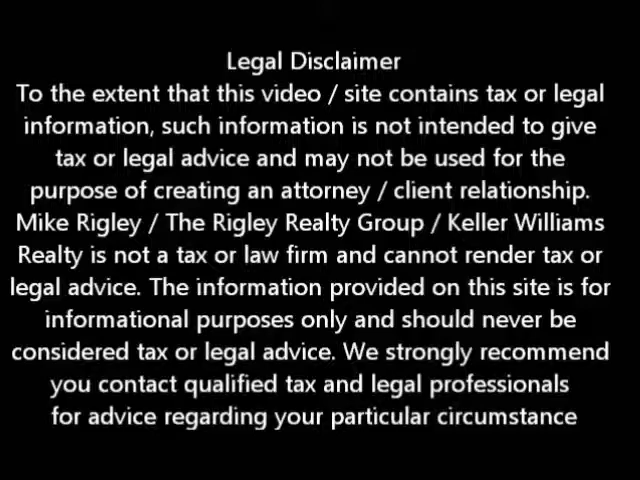 Legal Disclaimer
To the extent that this video / site contains tax or legal
information, such information is not intended to give
tax or legal advice and may not be used for the
purpose of creating an attorney / client relationship.
Mike Rigley / The Rigley Realty Group / Keller Williams
Realty is not a tax or law firm and cannot render tax or
legal advice. The information provided on this site is for
informational purposes only and should never be
considered tax or legal advice. We strongly recommend
you contact qualified tax and legal professionals
for advice regarding your particular circumstance